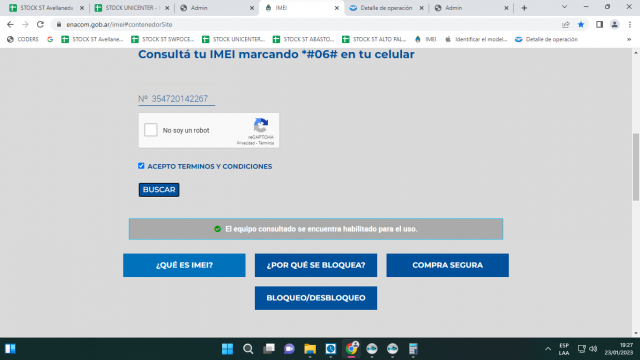 STOCK ST Avellaneda
STOCK UNICENTER -
Admin
IMEI
Detalle de operación
Admin
enacom.gob.ar/imei#contenedorSite
CODERS
G
STOCK ST Avellane...
STOCK ST SWPOCE...
STOCK UNICENTER...
STOCK ST ABASTO...
STOCK ST ALTO PAL...
IMEI
Identificar el model...
Detalle de operación
Consultá tu IMEI marcando *#06# en tu celular
Nº 354720142267
No soy un robot
reCAPTCHA
Privacidad - Términos
ACEPTO TERMINOS Y CONDICIONES
BUSCAR
El equipo consultado se encuentra habilitado para el uso.
¿QUÉ ES IMEI?
¿POR QUÉ SE BLOQUEA?
COMPRA SEGURA
BLOQUEO/DESBLOQUEO
ESP
LAA
19:27
23/01/2023